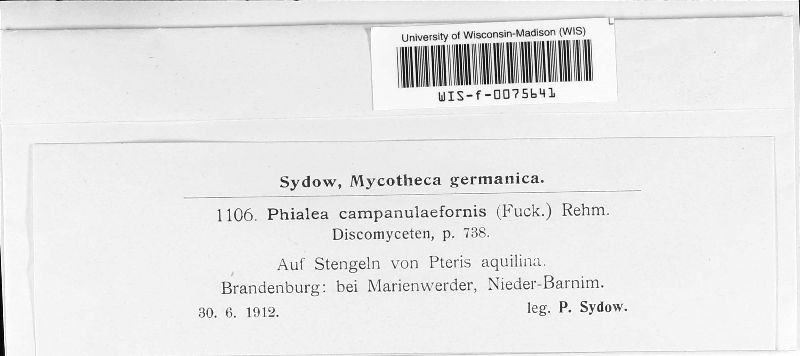 University of Wisconsin-Madison (WIS)
WIS-f-0075641
Sydow, Mycotheca germanica.
1106. Phialea campanulaefornis (Fuck.) Rehm.
Discomyceten, p. 738.
Auf Stengeln von Pteris aquilina.
Brandenburg: bei Marienwerder, Nieder-Barnim.
30. 6. 1912. leg. P. Sydow.